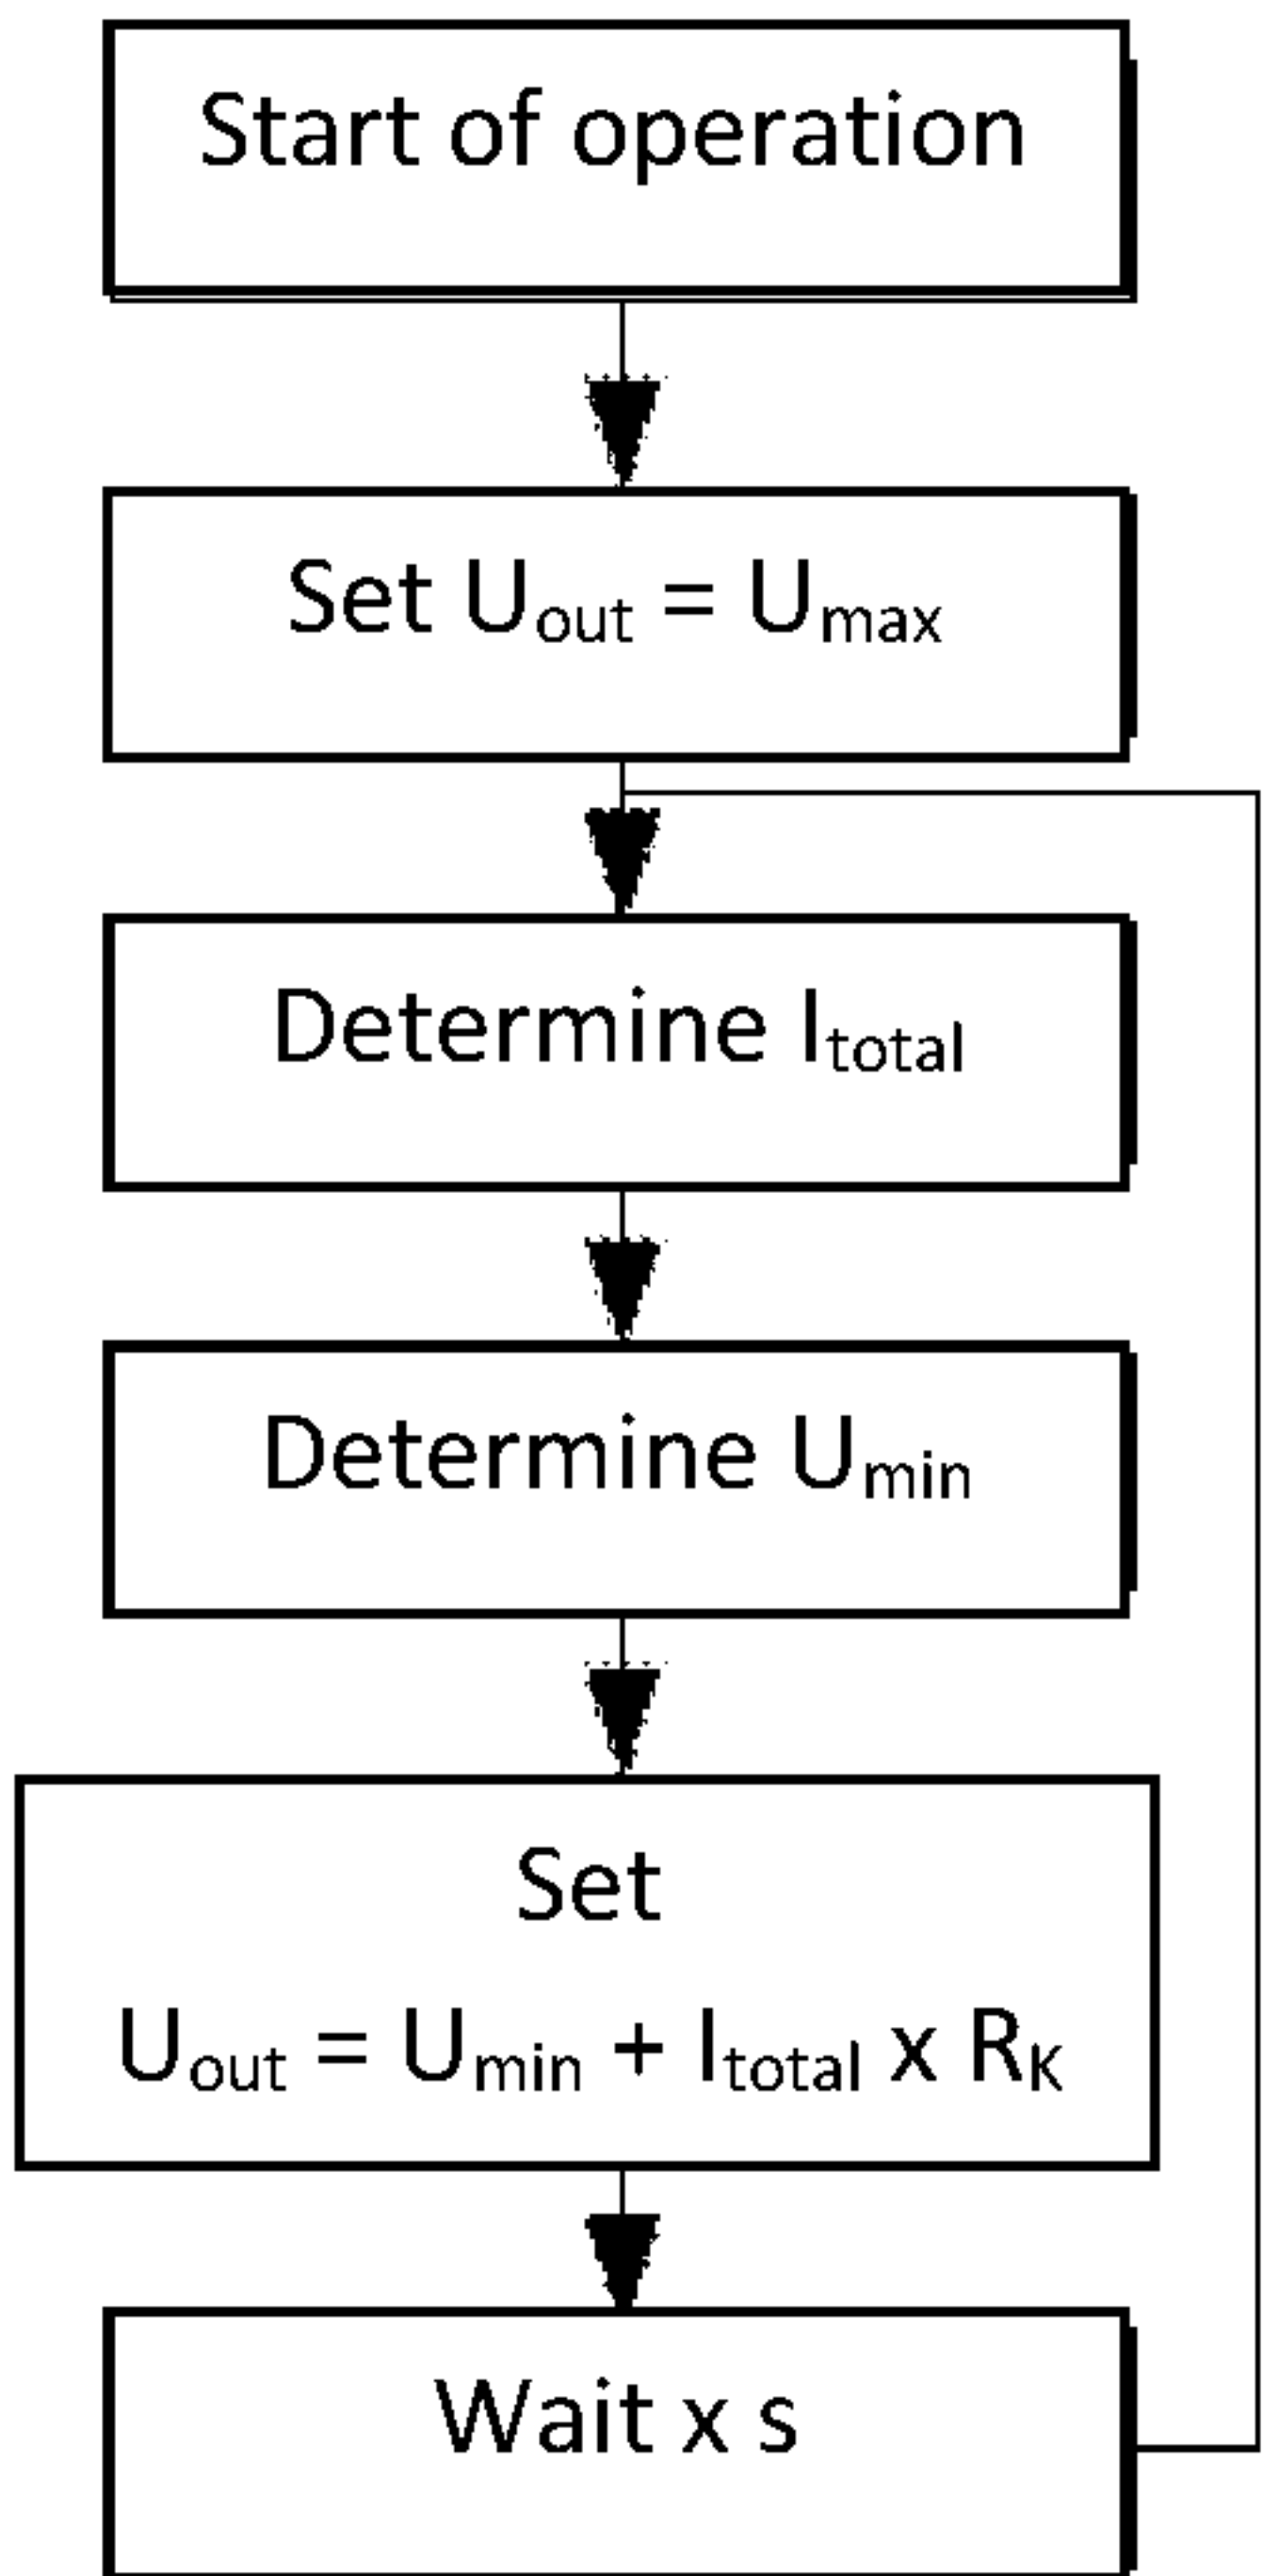 Start of operation
Set Uout = Umax
Determine Itotal
Determine Umin
Set
Uout = Umin + Itotal x RK
Wait x s